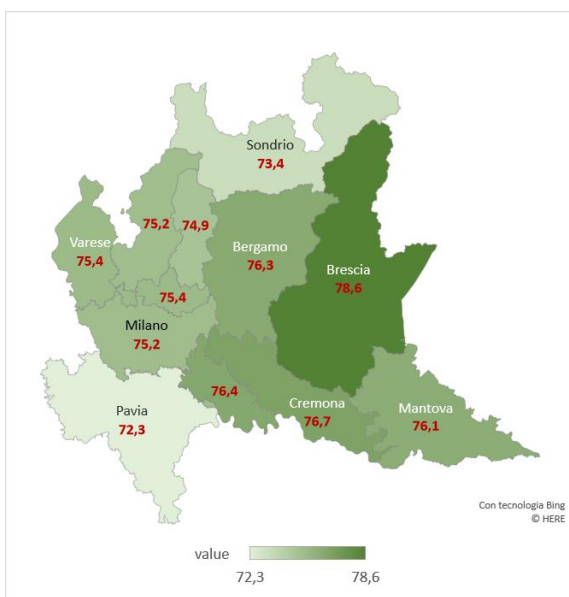 Sondrio
73,4
75,2
74,9
Varese
75,4
Bergamo
76,3
Brescia
78,6
75,4
Milano
75,2
76,4
Cremona
76,7
Mantova
76,1
Pavia
72,3
Con tecnologia Bing
© HERE
value
72,3
78,6